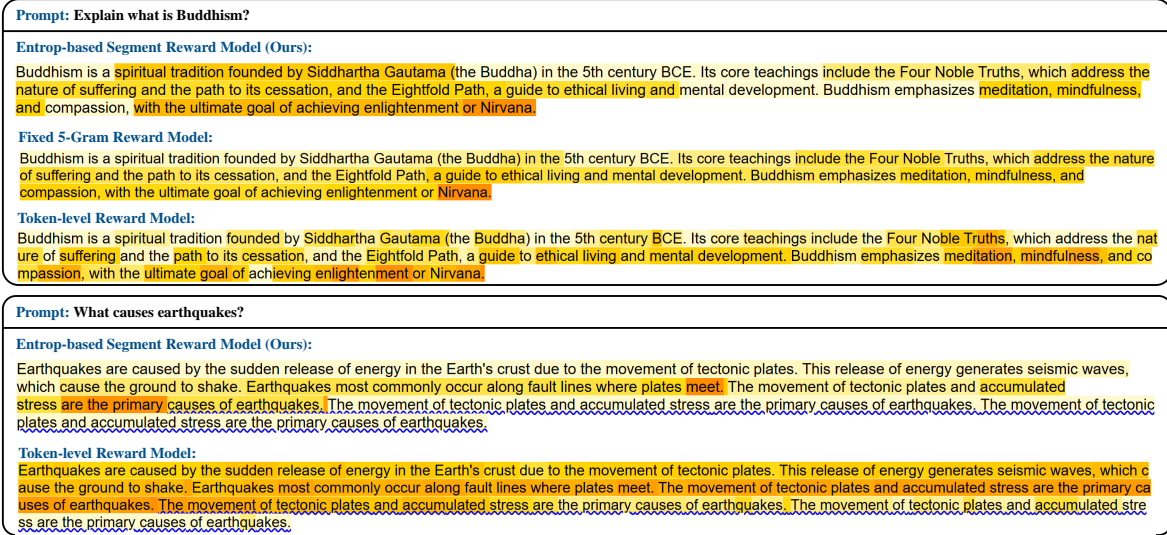 Prompt: Explain what is Buddhism?
Entrop-based Segment Reward Model (Ours):
Buddhism is a spiritual tradition founded by Siddhartha Gautama (the Buddha) in the 5th century BCE. Its core teachings include the Four Noble Truths, which address the
nature of suffering and the path to its cessation, and the Eightfold Path, a guide to ethical living and mental development. Buddhism emphasizes meditation, mindfulness,
and compassion, with the ultimate goal of achieving enlightenment or Nirvana.
Fixed 5-Gram Reward Model:
Buddhism is a spiritual tradition founded by Siddhartha Gautama (the Buddha) in the 5th century BCE. Its core teachings include the Four Noble Truths, which address the nature
of suffering and the path to its cessation, and the Eightfold Path, a guide to ethical living and mental development. Buddhism emphasizes meditation, mindfulness, and
compassion, with the ultimate goal of achieving enlightenment or Nirvana.
Token-level Reward Model:
Buddhism is a spiritual tradition founded by Siddhartha Gautama (the Buddha) in the 5th century BCE. Its core teachings include the Four Noble Truths, which address the nat
ure of suffering and the path to its cessation, and the Eightfold Path, a guide to ethical living and mental development. Buddhism emphasizes meditation, mindfulness, and co
mpassion, with the ultimate goal of achieving enlightenment or Nirvana.
Prompt: What causes earthquakes?
Entrop-based Segment Reward Model (Ours):
Earthquakes are caused by the sudden release of energy in the Earth's crust due to the movement of tectonic plates. This release of energy generates seismic waves,
which cause the ground to shake. Earthquakes most commonly occur along fault lines where plates meet. The movement of tectonic plates and accumulated
stress are the primary causes of earthquakes. The movement of tectonic plates and accumulated stress are the primary causes of earthquakes. The movement of tectonic
plates and accumulated stress are the primary causes of earthquakes.
Token-level Reward Model:
Earthquakes are caused by the sudden release of energy in the Earth's crust due to the movement of tectonic plates. This release of energy generates seismic waves, which c
ause the ground to shake. Earthquakes most commonly occur along fault lines where plates meet. The movement of tectonic plates and accumulated stress are the primary ca
uses of earthquakes. The movement of tectonic plates and accumulated stress are the primary causes of earthquakes. The movement of tectonic plates and accumulated stre
ss are the primary causes of earthquakes.